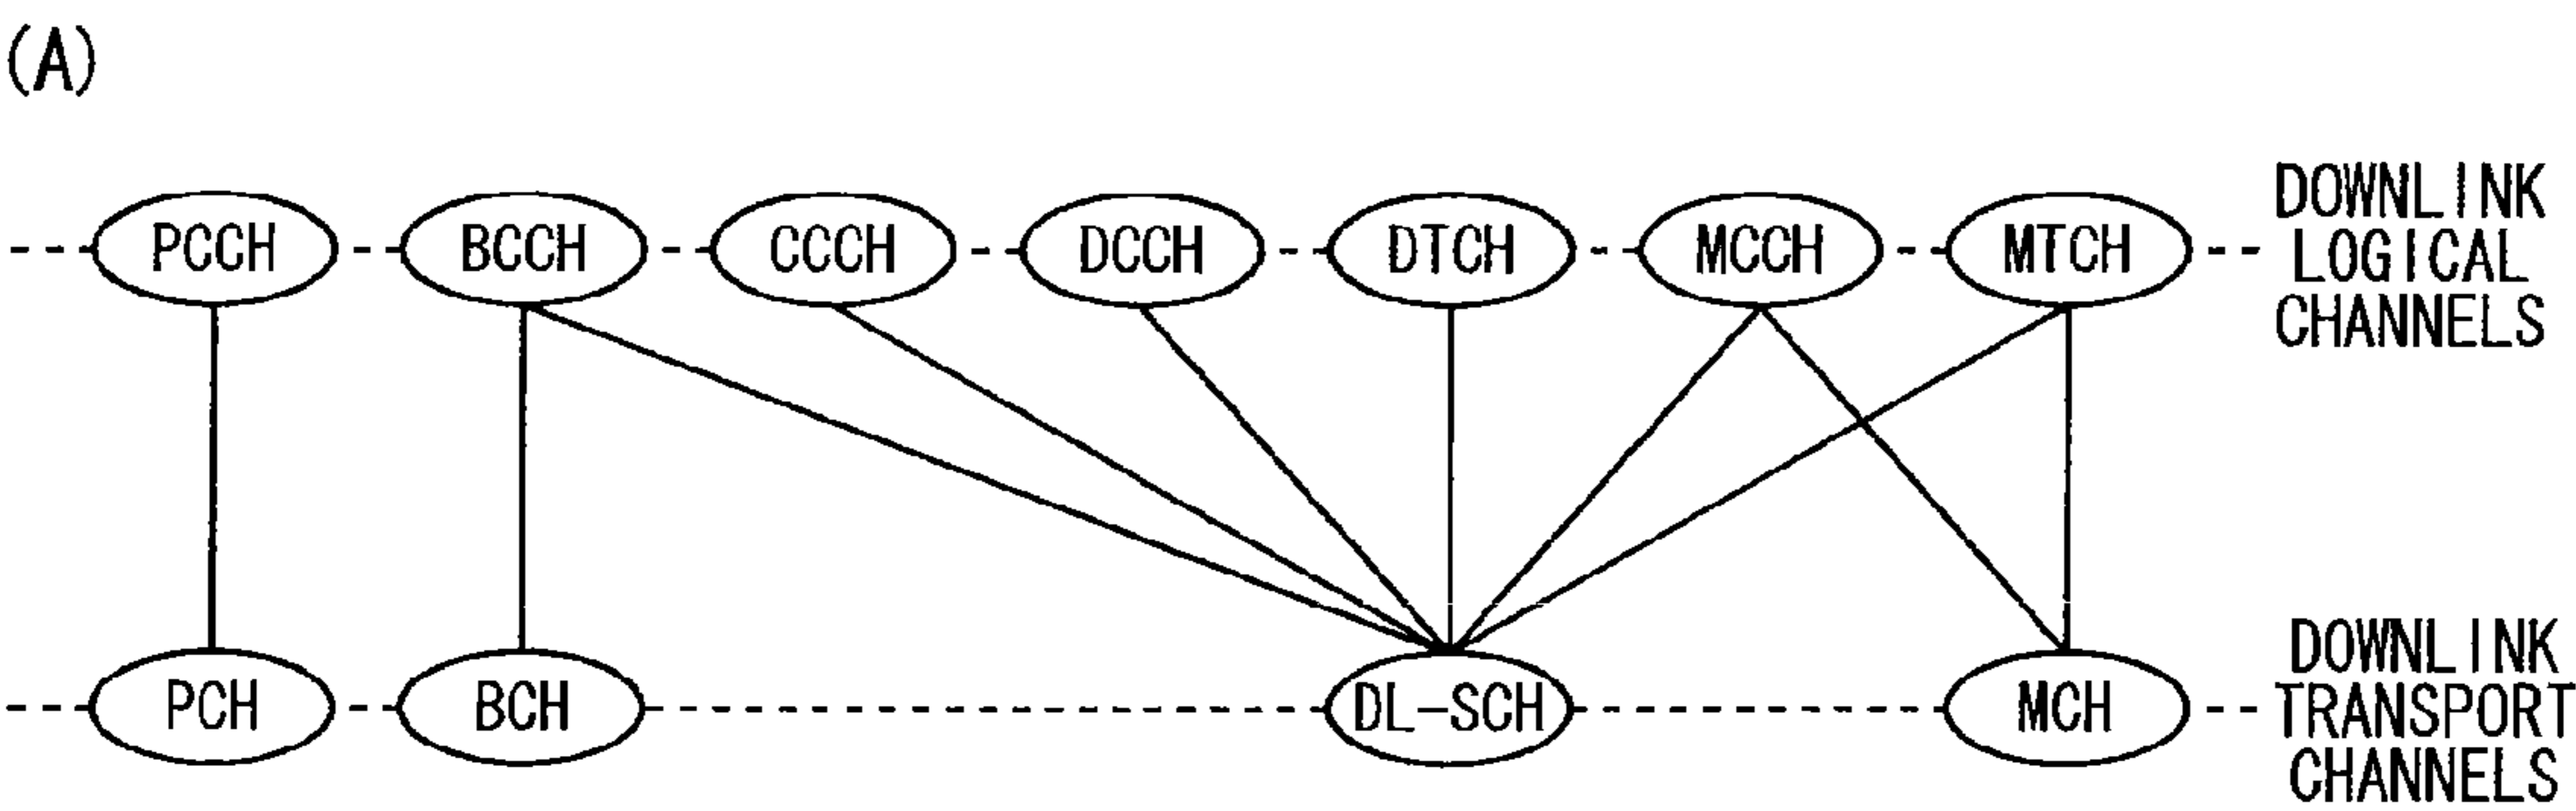 (A)
PCCH BCCH CCCH DCCH DTCH MCCH MTCH
DOWNLINK
LOGICAL
CHANNELS
PCH BCH DL-SCH MCH
DOWNLINK
TRANSPORT
CHANNELS